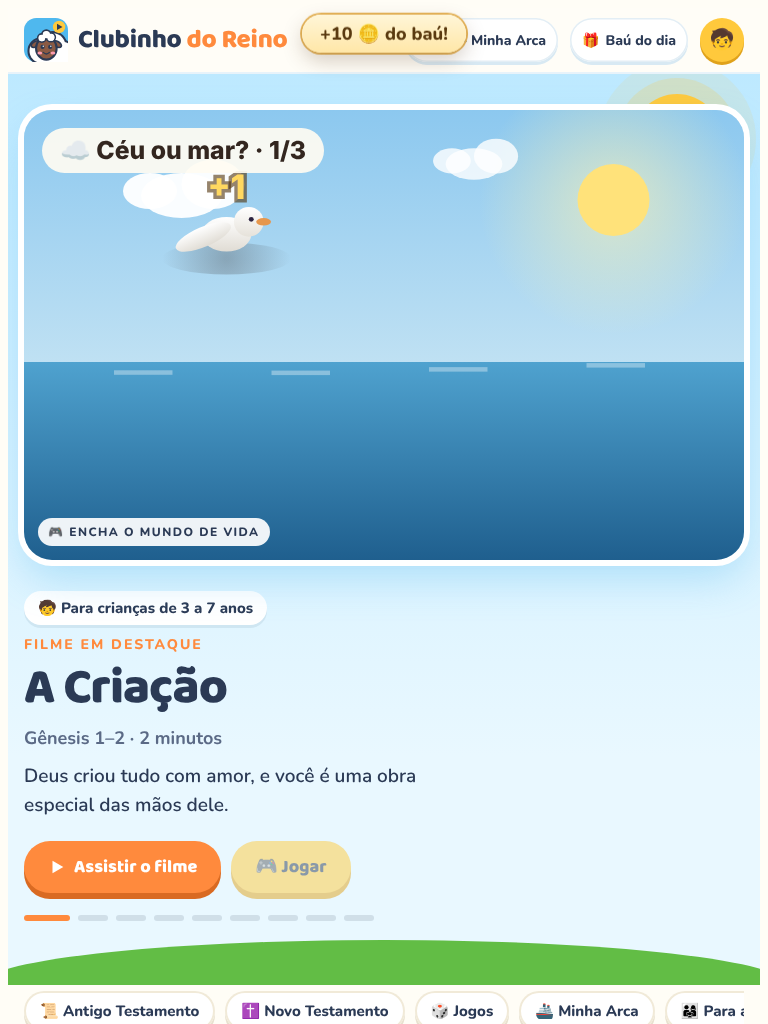 Clubinho do Reino
+10 🪙 do baú!
Minha Arca
🎁 Baú do dia
☁️ Céu ou mar? · 1/3
+1
🎮 ENCHA O MUNDO DE VIDA
🧒 Para crianças de 3 a 7 anos
FILME EM DESTAQUE
A Criação
Gênesis 1–2 · 2 minutos
Deus criou tudo com amor, e você é uma obra
especial das mãos dele.
▶ Assistir o filme
🎮 Jogar
📜 Antigo Testamento
✝️ Novo Testamento
🎲 Jogos
🚢 Minha Arca
👨‍👩‍👧 Para